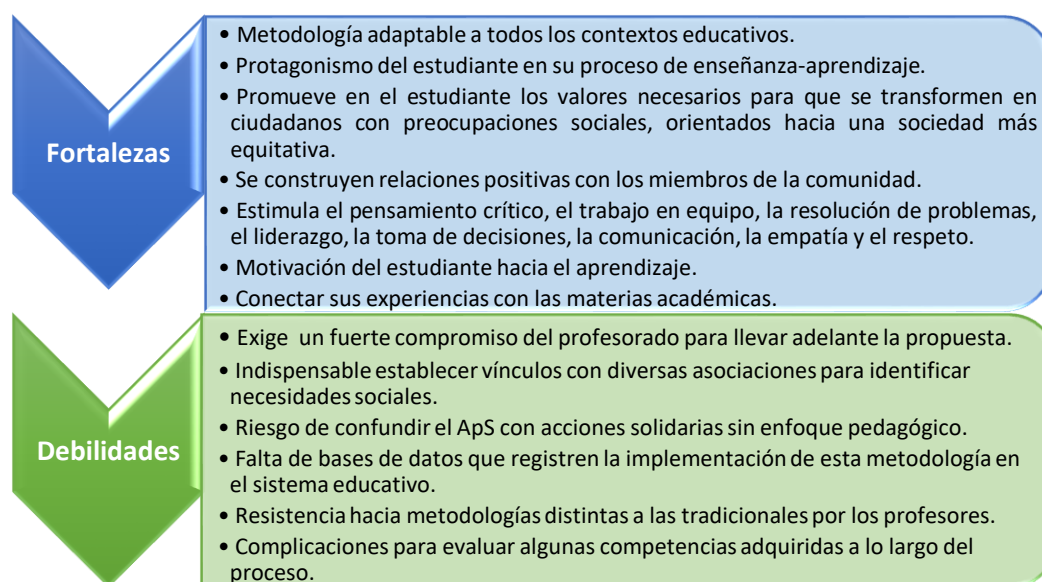 Fortalezas
• Metodología adaptable a todos los contextos educativos.
• Protagonismo del estudiante en su proceso de enseñanza-aprendizaje.
• Promueve en el estudiante los valores necesarios para que se transformen en
ciudadanos con preocupaciones sociales, orientados hacia una sociedad más
equitativa.
• Se construyen relaciones positivas con los miembros de la comunidad.
• Estimula el pensamiento crítico, el trabajo en equipo, la resolución de problemas,
el liderazgo, la toma de decisiones, la comunicación, la empatía y el respeto.
• Motivación del estudiante hacia el aprendizaje.
• Conectar sus experiencias con las materias académicas.
Debilidades
• Exige un fuerte compromiso del profesorado para llevar adelante la propuesta.
• Indispensable establecer vínculos con diversas asociaciones para identificar
necesidades sociales.
• Riesgo de confundir el ApS con acciones solidarias sin enfoque pedagógico.
• Falta de bases de datos que registren la implementación de esta metodología en
el sistema educativo.
• Resistencia hacia metodologías distintas a las tradicionales por los profesores.
• Complicaciones para evaluar algunas competencias adquiridas a lo largo del
proceso.